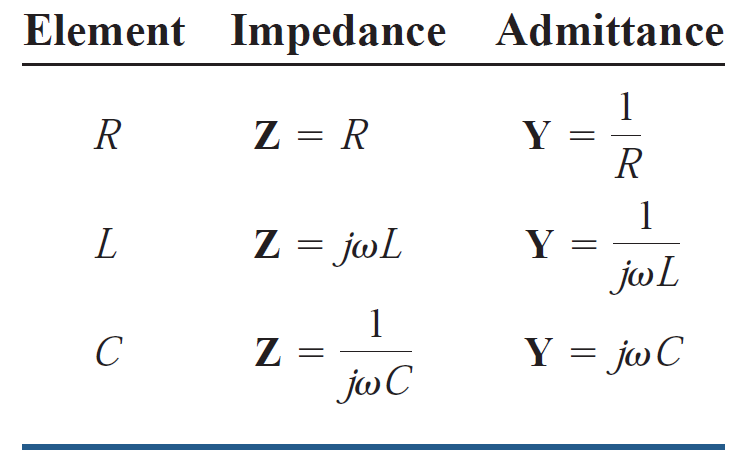 Element Impedance Admittance
R Z = R Y = 1/R
L Z = jωL Y = 1/jωL
C Z = 1/jωC Y = jωC